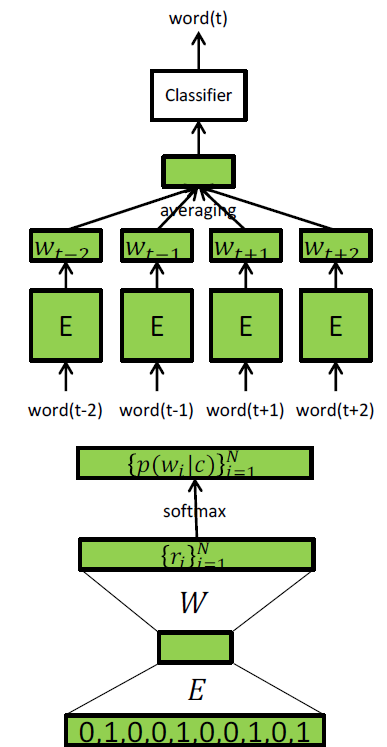 word(t)
Classifier
averaging
w_{t−2} w_{t−1} w_{t+1} w_{t+2}
E E E E
word(t-2) word(t-1) word(t+1) word(t+2)
{p(w_i|c)}_{i=1}^{N}
softmax
{r_i}_{i=1}^{N}
W
E
0,1,0,0,1,0,0,1,0,1